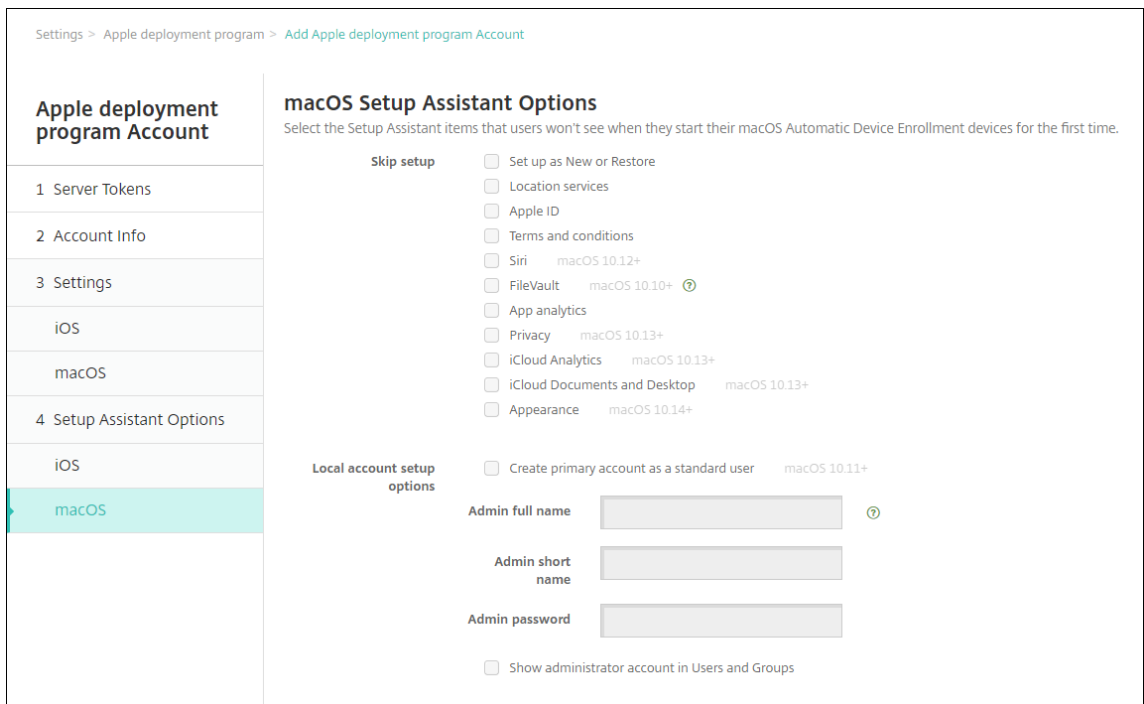 Settings > Apple deployment program > Add Apple deployment program Account
Apple deployment
program Account
1 Server Tokens
2 Account Info
3 Settings
iOS
macOS
4 Setup Assistant Options
iOS
macOS
macOS Setup Assistant Options
Select the Setup Assistant items that users won't see when they start their macOS Automatic Device Enrollment devices for the first time.
Skip setup
Set up as New or Restore
Location services
Apple ID
Terms and conditions
Siri macOS 10.12+
FileVault macOS 10.10+ ?
App analytics
Privacy macOS 10.13+
iCloud Analytics macOS 10.13+
iCloud Documents and Desktop macOS 10.13+
Appearance macOS 10.14+
Local account setup
options
Create primary account as a standard user macOS 10.11+
Admin full name ?
Admin short
name
Admin password
Show administrator account in Users and Groups